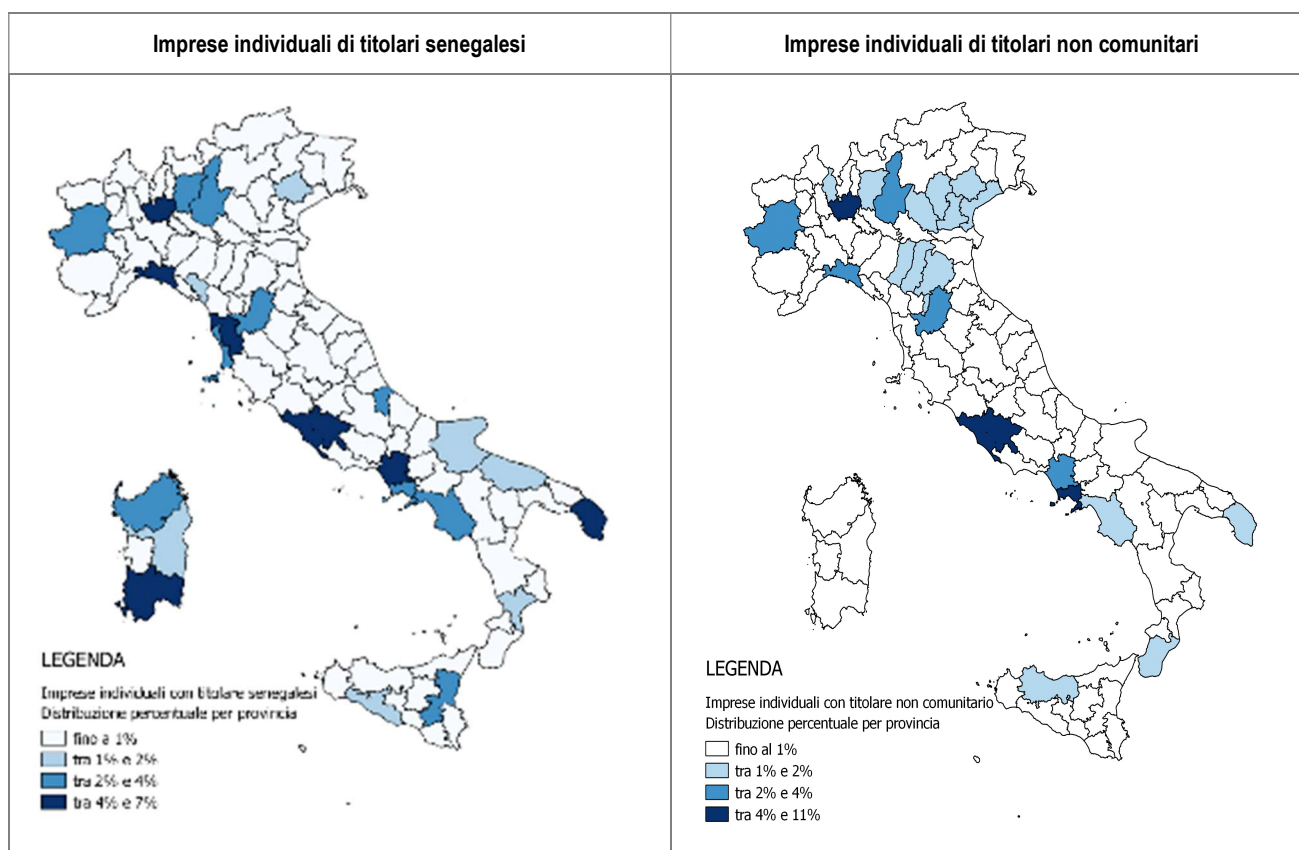 Imprese individuali di titolari senegalesi
Imprese individuali di titolari non comunitari
LEGENDA
Imprese individuali con titolare senegalesi
Distribuzione percentuale per provincia
fino a 1%
tra 1% e 2%
tra 2% e 4%
tra 4% e 7%
LEGENDA
Imprese individuali con titolare non comunitario
Distribuzione percentuale per provincia
fino al 1%
tra 1% e 2%
tra 2% e 4%
tra 4% e 11%